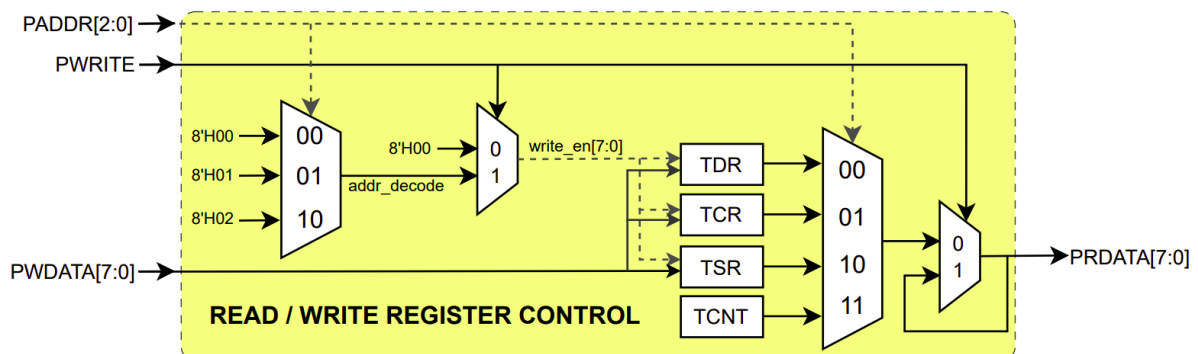 PADDR[2:0]
PWRITE
8'H00
8'H01
8'H02
00
01
10
addr_decode
8'H00
0
1
write_en[7:0]
TDR
TCR
TSR
TCNT
00
01
10
11
0
1
PRDATA[7:0]
PWDATA[7:0]
READ / WRITE REGISTER CONTROL